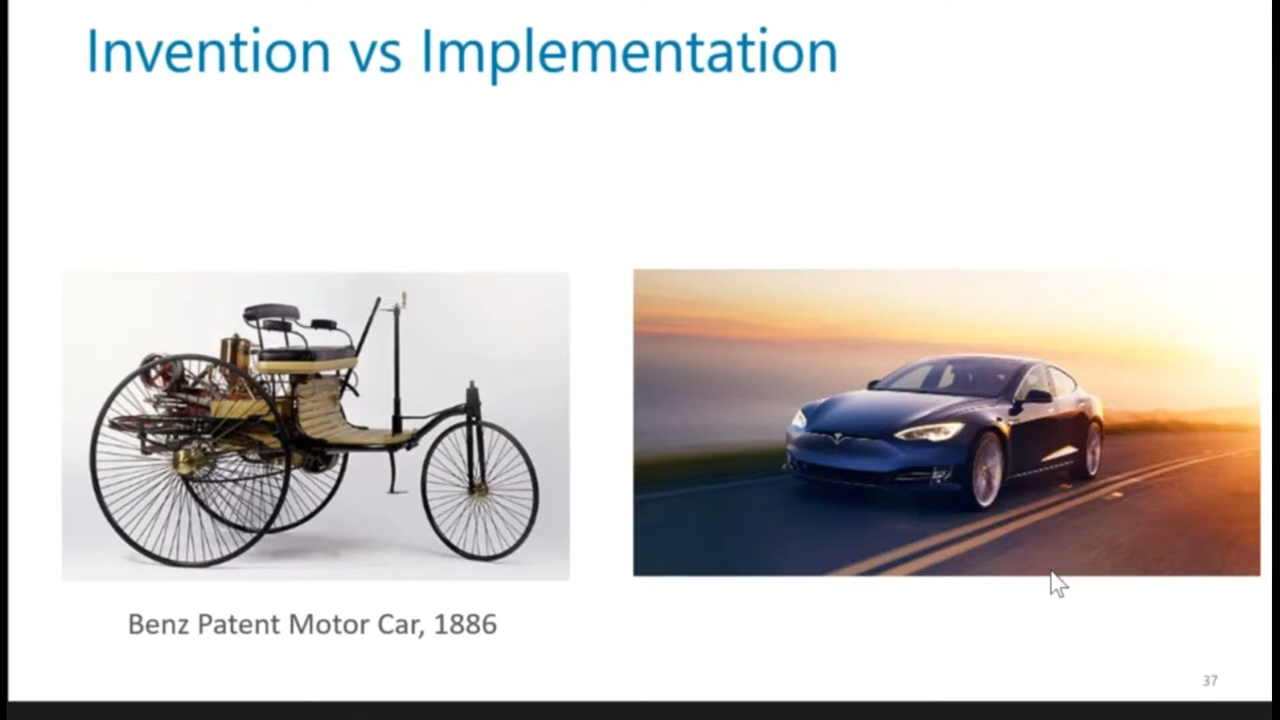 Invention vs Implementation
Benz Patent Motor Car, 1886
37